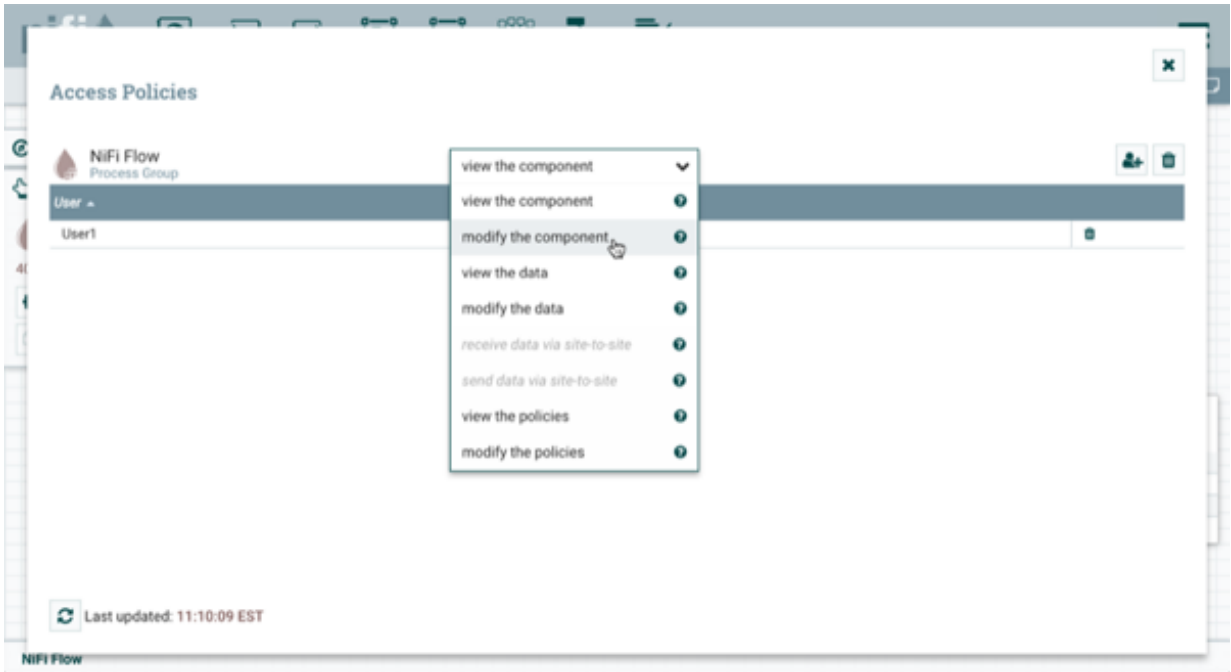 Access Policies
NiFi Flow
Process Group
view the component
User
view the component
User1
modify the component
view the data
modify the data
receive data via site-to-site
send data via site-to-site
view the policies
modify the policies
Last updated: 11:10:09 EST
NiFi Flow